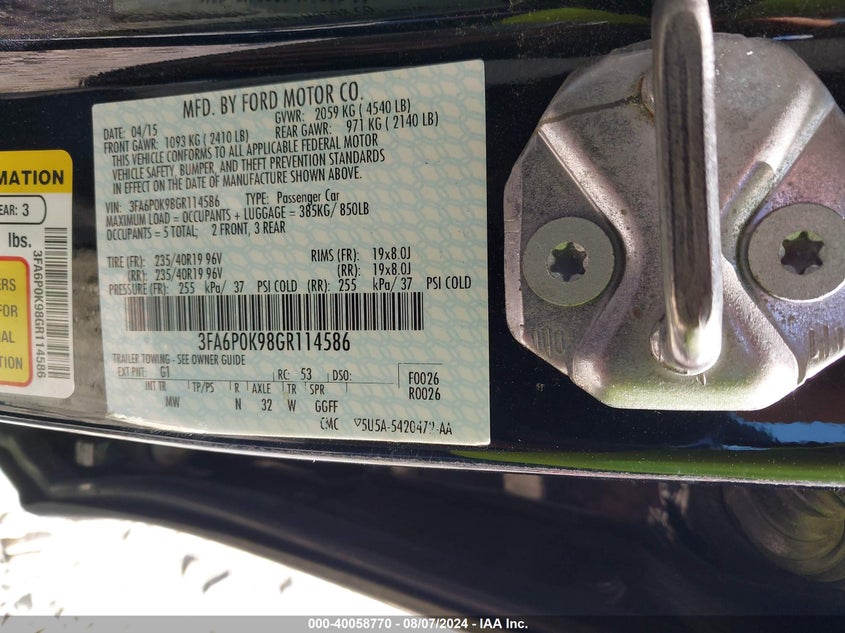 MFD. BY FORD MOTOR CO.
DATE: 04/15 GVWR: 2059 KG ( 4540 LB)
FRONT GAWR: 1093 KG ( 2410 LB) REAR GAWR: 971 KG ( 2140 LB)
THIS VEHICLE CONFORMS TO ALL APPLICABLE FEDERAL MOTOR
VEHICLE SAFETY, BUMPER, AND THEFT PREVENTION STANDARDS
IN EFFECT ON THE DATE OF MANUFACTURE SHOWN ABOVE.
VIN: 3FA6P0K98GR114586 TYPE: Passenger Car
MAXIMUM LOAD = OCCUPANTS + LUGGAGE = 385KG/ 850LB
OCCUPANTS = 5 TOTAL; 2 FRONT, 3 REAR
TIRE (FR): 235/40R19 96V RIMS (FR): 19x8.0J
(RR): 235/40R19 96V (RR): 19x8.0J
PRESSURE (FR): 255 kPa/ 37 PSI COLD (RR): 255 kPa/ 37 PSI COLD
3FA6P0K98GR114586
TRAILER TOWING - SEE OWNER GUIDE
EXT PNT: G1 RC: 53 DSO: F0026
INT TR TP/PS R AXLE TR SPR R0026
MW N 32 W GGFF
CMC 5U5A-5420472-AA
MATION
EAR: 3
lbs.
3FA6P0K98GR114586
ERS
FOR
NAL
ION
000-40058770 — 08/07/2024 — IAA Inc.